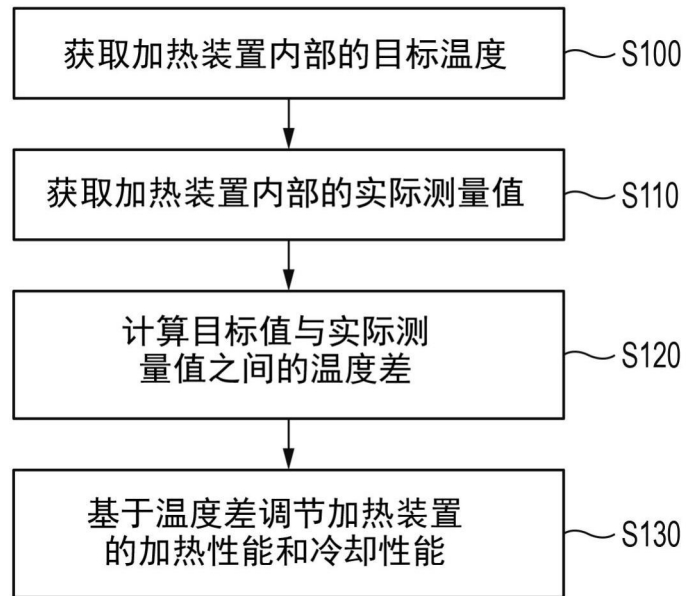 获取加热装置内部的目标温度
S100
获取加热装置内部的实际测量值
S110
计算目标值与实际测
量值之间的温度差
S120
基于温度差调节加热装置
的加热性能和冷却性能
S130